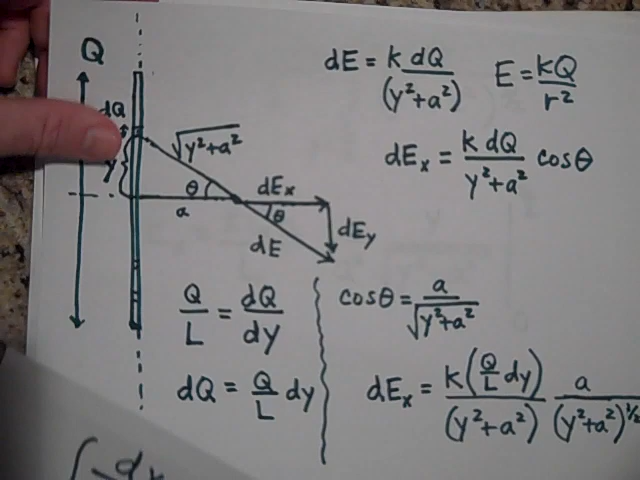 Q
dQ
y
√y²+a²
θ
a
dEₓ
θ
dE
dE_y
dE = k dQ / (y²+a²)
E = kQ / r²
dEₓ = k dQ / y²+a² cosθ
Q/L = dQ/dy
dQ = Q/L dy
cosθ = a / √y²+a²
dEₓ = k(Q/L dy) / (y²+a²) a / (y²+a²)^½